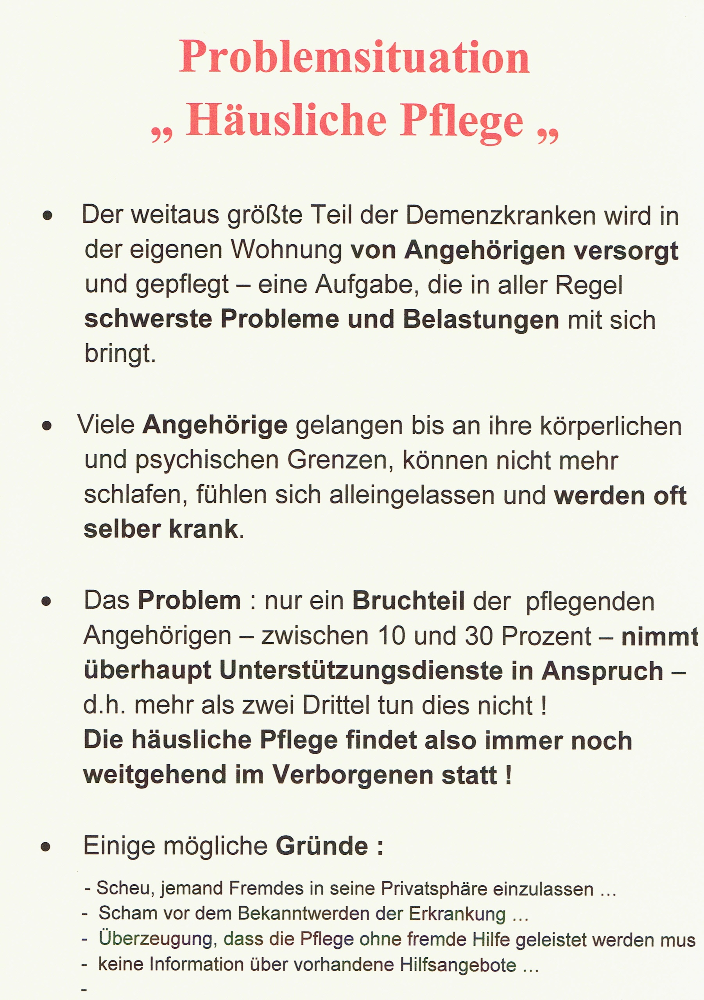 Problemsituation
„ Häusliche Pflege „
• Der weitaus größte Teil der Demenzkranken wird in
der eigenen Wohnung von Angehörigen versorgt
und gepflegt – eine Aufgabe, die in aller Regel
schwerste Probleme und Belastungen mit sich
bringt.
• Viele Angehörige gelangen bis an ihre körperlichen
und psychischen Grenzen, können nicht mehr
schlafen, fühlen sich alleingelassen und werden oft
selber krank.
• Das Problem : nur ein Bruchteil der pflegenden
Angehörigen – zwischen 10 und 30 Prozent – nimmt
überhaupt Unterstützungsdienste in Anspruch –
d.h. mehr als zwei Drittel tun dies nicht !
Die häusliche Pflege findet also immer noch
weitgehend im Verborgenen statt !
• Einige mögliche Gründe :
- Scheu, jemand Fremdes in seine Privatsphäre einzulassen ...
- Scham vor dem Bekanntwerden der Erkrankung ...
- Überzeugung, dass die Pflege ohne fremde Hilfe geleistet werden mus
- keine Information über vorhandene Hilfsangebote ...
-